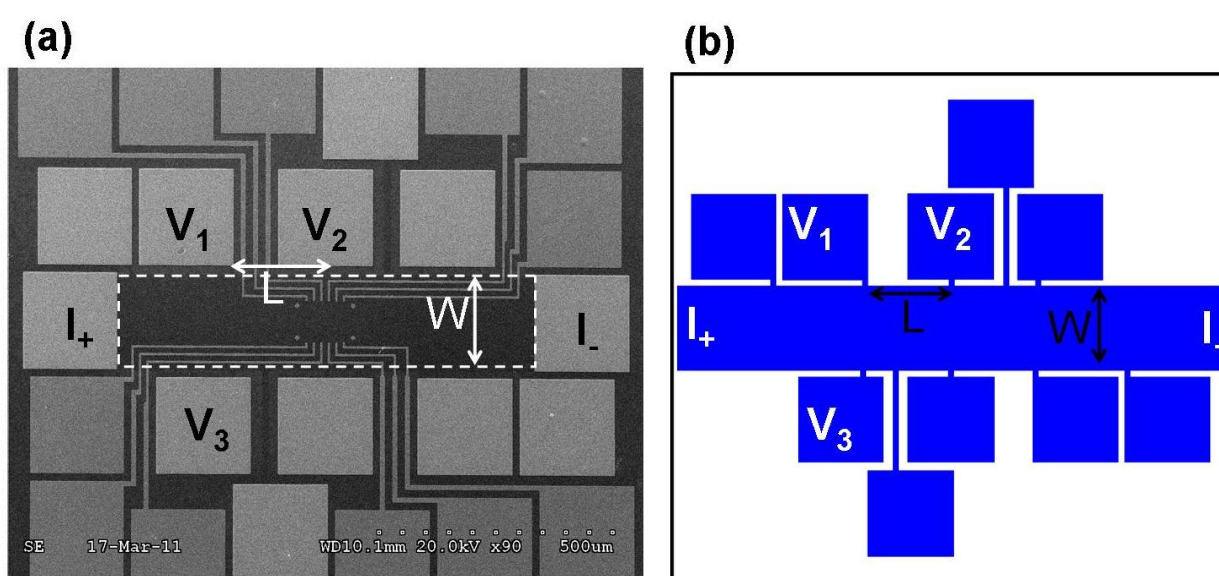 (a)
V1 V2
L
W
I+ I-
V3
SE 17-Mar-11 WD10.1mm 20.0kV x90 500um
(b)
V1 V2
L W
I+ I-
V3